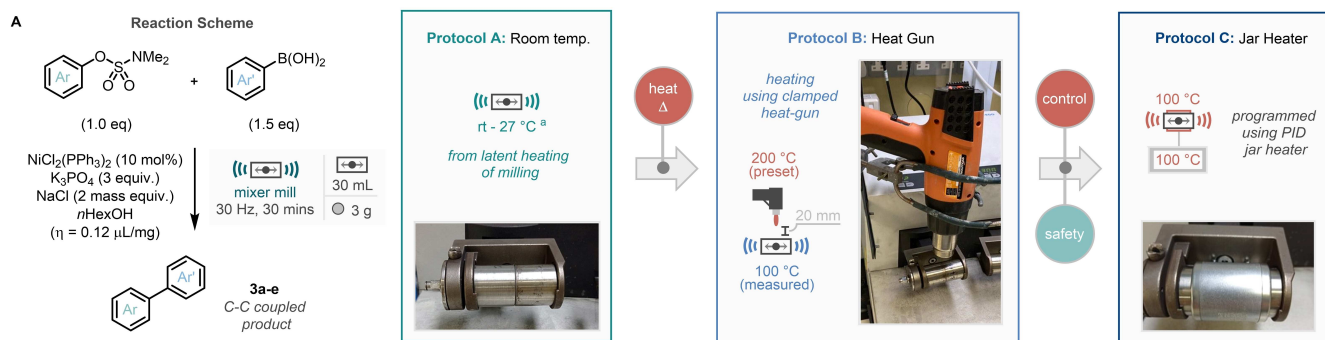 A
Reaction Scheme
Ar
O
S
NMe2
O O
+
Ar'
B(OH)2
(1.0 eq)
(1.5 eq)
NiCl2(PPh3)2 (10 mol%)
K3PO4 (3 equiv.)
NaCl (2 mass equiv.)
nHexOH
(η = 0.12 μL/mg)
mixer mill
30 Hz, 30 mins
30 mL
3 g
Ar
Ar'
3a-e
C-C coupled
product
Protocol A: Room temp.
rt - 27 °C a
from latent heating
of milling
heat
Δ
Protocol B: Heat Gun
heating
using clamped
heat-gun
200 °C
(preset)
20 mm
100 °C
(measured)
control
safety
Protocol C: Jar Heater
100 °C
100 °C
programmed
using PID
jar heater